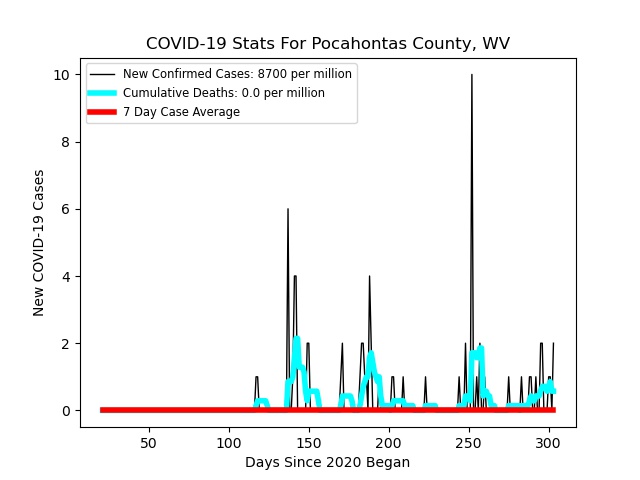 COVID-19 Stats For Pocahontas County, WV
New Confirmed Cases: 8700 per million
Cumulative Deaths: 0.0 per million
7 Day Case Average
10
8
6
4
2
0
New COVID-19 Cases
50 100 150 200 250 300
Days Since 2020 Began